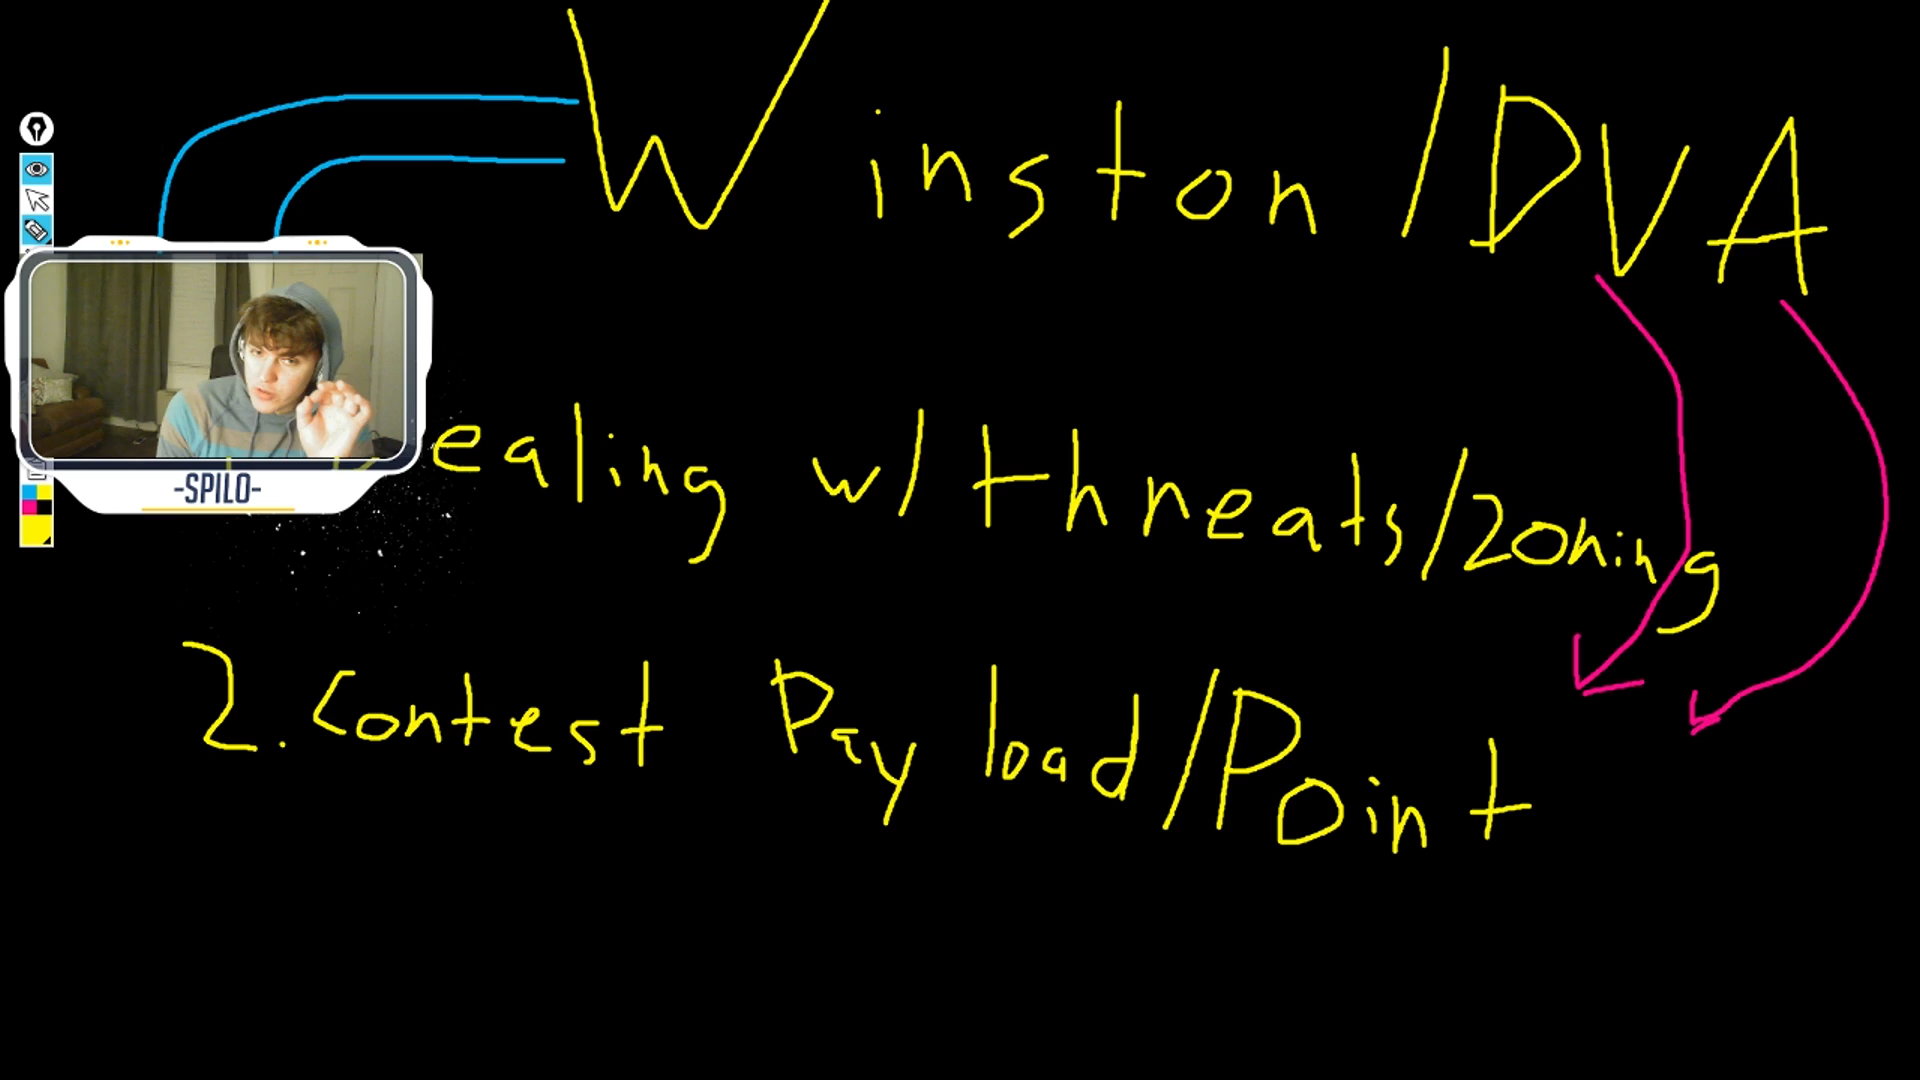 Winston / DVA
-SPILO-
ealing w/ threats/zoning
2. Contest Payload/Point